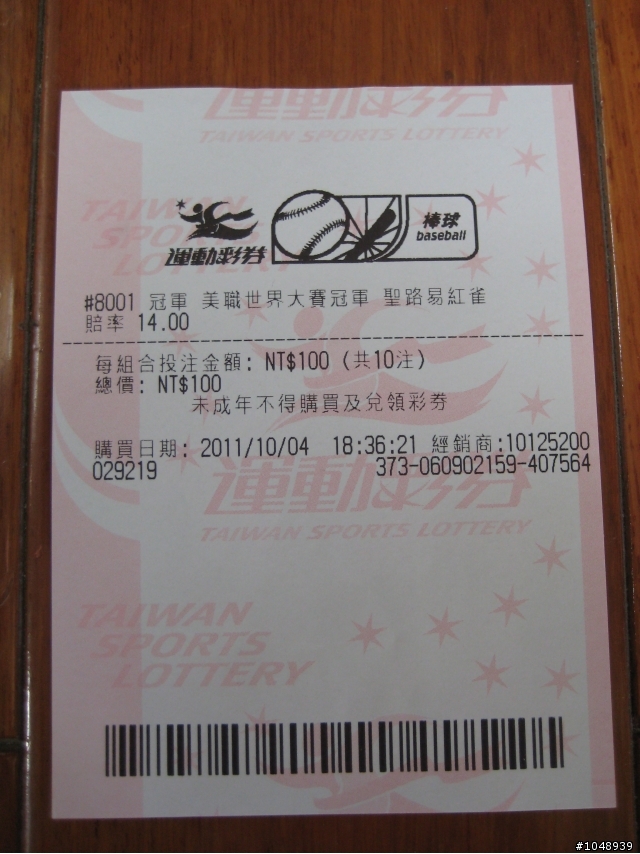 運動彩券
TAIWAN SPORTS LOTTERY
TAIWAN
SPORTS
運動彩券
棒球
baseball
#8001 冠軍 美職世界大賽冠軍 聖路易紅雀
賠率 14.00
每組合投注金額: NT$100 (共10注)
總價: NT$100
未成年不得購買及兌領彩券
購買日期: 2011/10/04 18:36:21 經銷商:10125200
029219 373-060902159-407564
運動彩券
TAIWAN SPORTS LOTTERY
TAIWAN
SPORTS
LOTTERY
#1048939